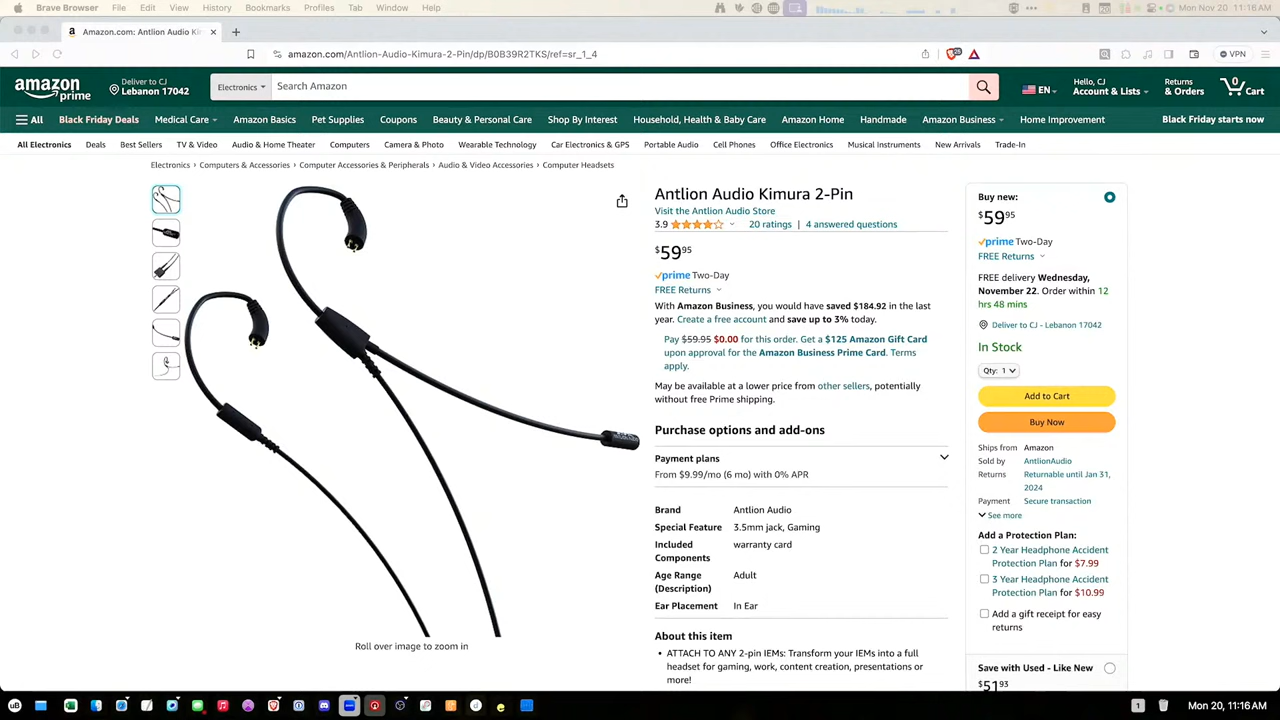 Brave Browser File Edit View History Bookmarks Profiles Tab Window Help
Mon Nov 20 11:16 AM
Amazon.com: Antlion Audio Ki
amazon.com/Antlion-Audio-Kimura-2-Pin/dp/B0B39R2TKS/ref=sr_1_4
VPN
amazon
prime
Deliver to CJ
Lebanon 17042
Electronics
Search Amazon
EN
Hello, CJ
Account & Lists
Returns
& Orders
0
Cart
All
Black Friday Deals
Medical Care
Amazon Basics
Pet Supplies
Coupons
Beauty & Personal Care
Shop By Interest
Household, Health & Baby Care
Amazon Home
Handmade
Amazon Business
Home Improvement
Black Friday starts now
All Electronics
Deals
Best Sellers
TV & Video
Audio & Home Theater
Computers
Camera & Photo
Wearable Technology
Car Electronics & GPS
Portable Audio
Cell Phones
Office Electronics
Musical Instruments
New Arrivals
Trade-In
Electronics › Computers & Accessories › Computer Accessories & Peripherals › Audio & Video Accessories › Computer Headsets
Roll over image to zoom in
Antlion Audio Kimura 2-Pin
Visit the Antlion Audio Store
3.9 20 ratings | 4 answered questions
$59 95
prime Two-Day
FREE Returns
With Amazon Business, you would have saved $184.92 in the last
year. Create a free account and save up to 3% today.
Pay $59.95 $0.00 for this order. Get a $125 Amazon Gift Card
upon approval for the Amazon Business Prime Card. Terms
apply.
May be available at a lower price from other sellers, potentially
without free Prime shipping.
Purchase options and add-ons
Payment plans
From $9.99/mo (6 mo) with 0% APR
Brand Antlion Audio
Special Feature 3.5mm jack, Gaming
Included warranty card
Components
Age Range Adult
(Description)
Ear Placement In Ear
About this item
• ATTACH TO ANY 2-pin IEMs: Transform your IEMs into a full
headset for gaming, work, content creation, presentations or
more!
Buy new:
$59 95
prime Two-Day
FREE Returns
FREE delivery Wednesday,
November 22. Order within 12
hrs 48 mins
Deliver to CJ - Lebanon 17042
In Stock
Qty: 1
Add to Cart
Buy Now
Ships from Amazon
Sold by AntlionAudio
Returns Returnable until Jan 31,
2024
Payment Secure transaction
See more
Add a Protection Plan:
2 Year Headphone Accident
Protection Plan for $7.99
3 Year Headphone Accident
Protection Plan for $10.99
Add a gift receipt for easy
returns
Save with Used - Like New
$51 93
uB
1
Mon Nov 20, 11:16 AM